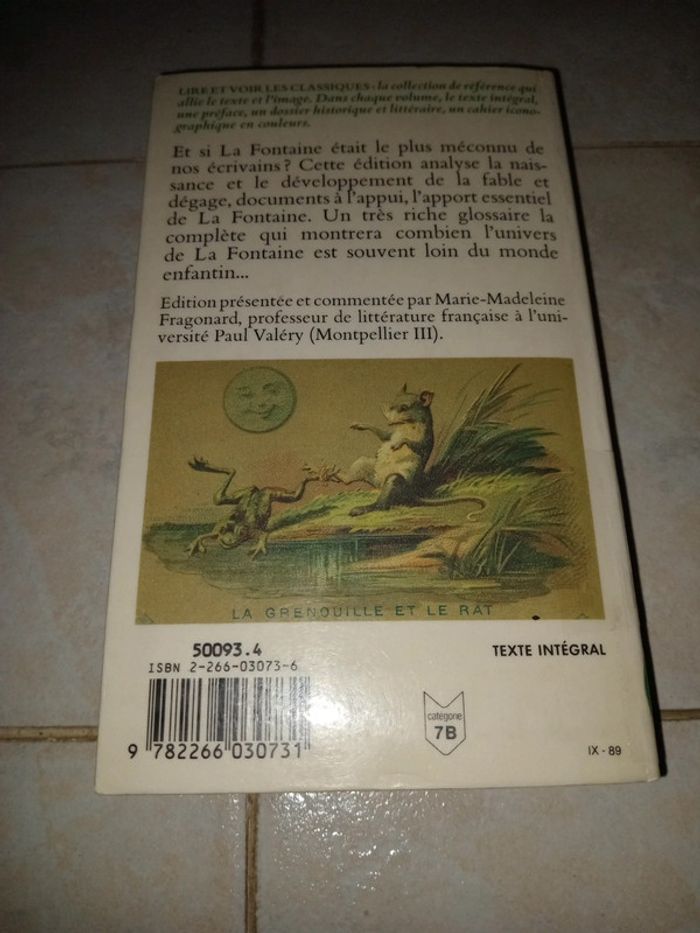 LIRE ET VOIR LES CLASSIQUES : la collection de référence qui
allie le texte et l'image. Dans chaque volume, le texte intégral,
une préface, un dossier historique et littéraire, un cahier icono-
graphique en couleurs.
Et si La Fontaine était le plus méconnu de
nos écrivains ? Cette édition analyse la nais-
sance et le développement de la fable et
dégage, documents à l'appui, l'apport essentiel
de La Fontaine. Un très riche glossaire la
complète qui montrera combien l'univers
de La Fontaine est souvent loin du monde
enfantin...
Edition présentée et commentée par Marie-Madeleine
Fragonard, professeur de littérature française à l'uni-
versité Paul Valéry (Montpellier III).
LA GRENOUILLE ET LE RAT
50093.4
ISBN 2-266-03073-6
9 782266 030731
TEXTE INTÉGRAL
catégorie
7B
IX - 89